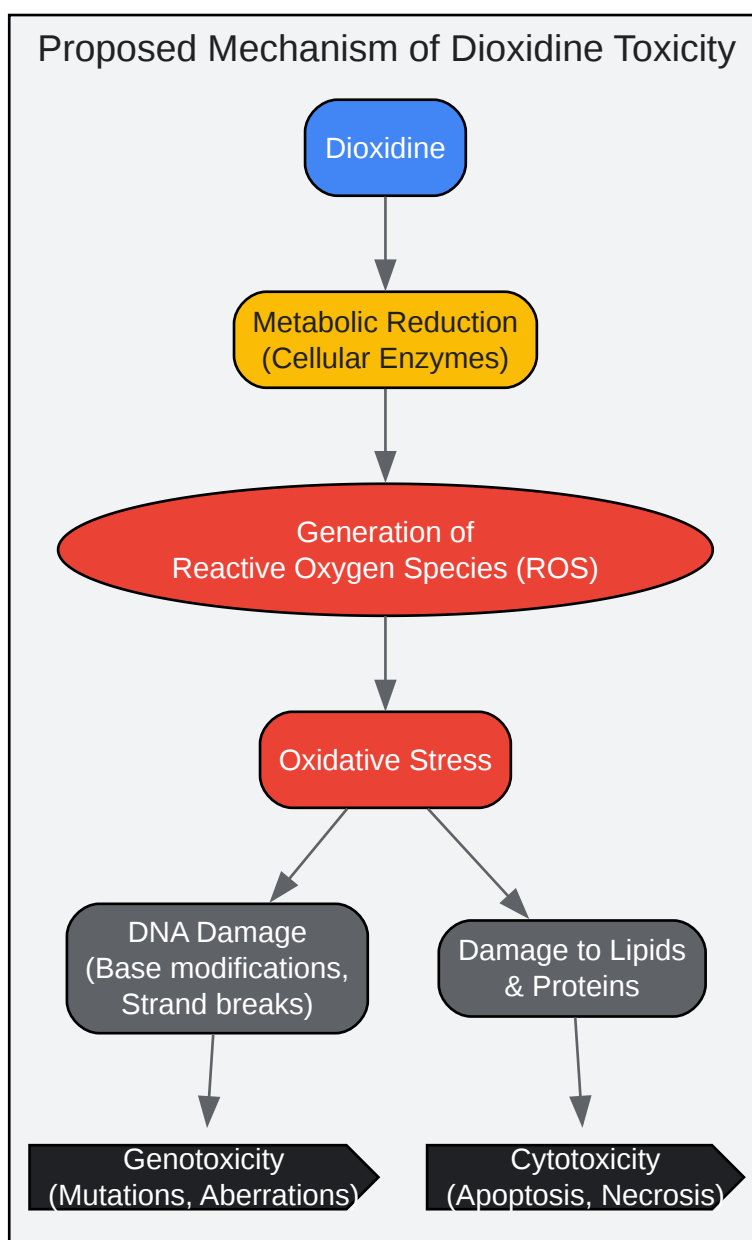 Proposed Mechanism of Dioxidine Toxicity
Dioxidine
Metabolic Reduction
(Cellular Enzymes)
Generation of
Reactive Oxygen Species (ROS)
Oxidative Stress
DNA Damage
(Base modifications,
Strand breaks)
Damage to Lipids
& Proteins
Genotoxicity
(Mutations, Aberrations)
Cytotoxicity
(Apoptosis, Necrosis)